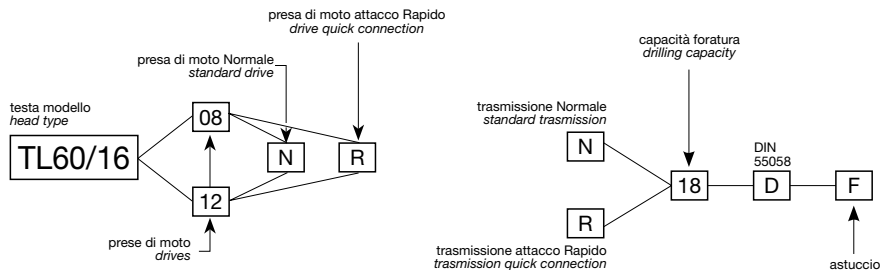 presa di moto attacco Rapido
drive quick connection
presa di moto Normale
standard drive
testa modello
head type
TL60/16
08
N
R
12
prese di moto
drives
capacità foratura
drilling capacity
trasmissione Normale
standard trasmission
N
DIN
55058
18
D
F
R
trasmissione attacco Rapido
trasmission quick connection
astuccio